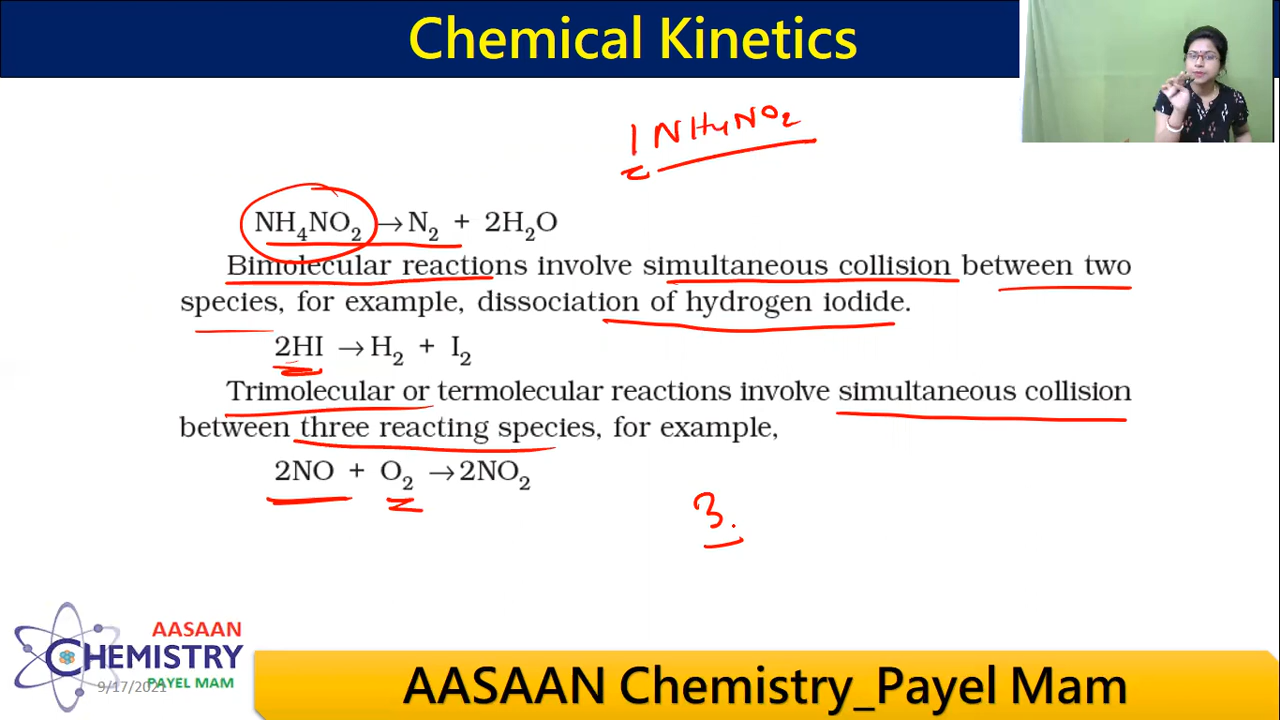 Chemical Kinetics
1 NH4NO2
NH₄NO₂ → N₂ + 2H₂O
Bimolecular reactions involve simultaneous collision between two
species, for example, dissociation of hydrogen iodide.
2HI → H₂ + I₂
Trimolecular or termolecular reactions involve simultaneous collision
between three reacting species, for example,
2NO + O₂ → 2NO₂
3.
AASAAN
CHEMISTRY
PAYEL MAM
9/17/2021
AASAAN Chemistry_Payel Mam